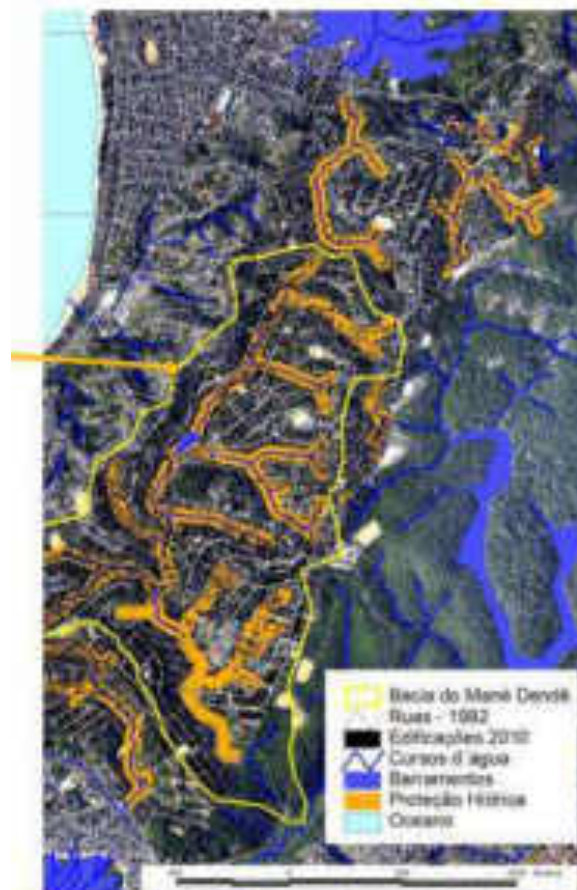 Bacia do Mané Dendê
Ruas - 1992
Edificações 2010
Cursos d´água
Barramentos
Proteção Hídrica
Oceano